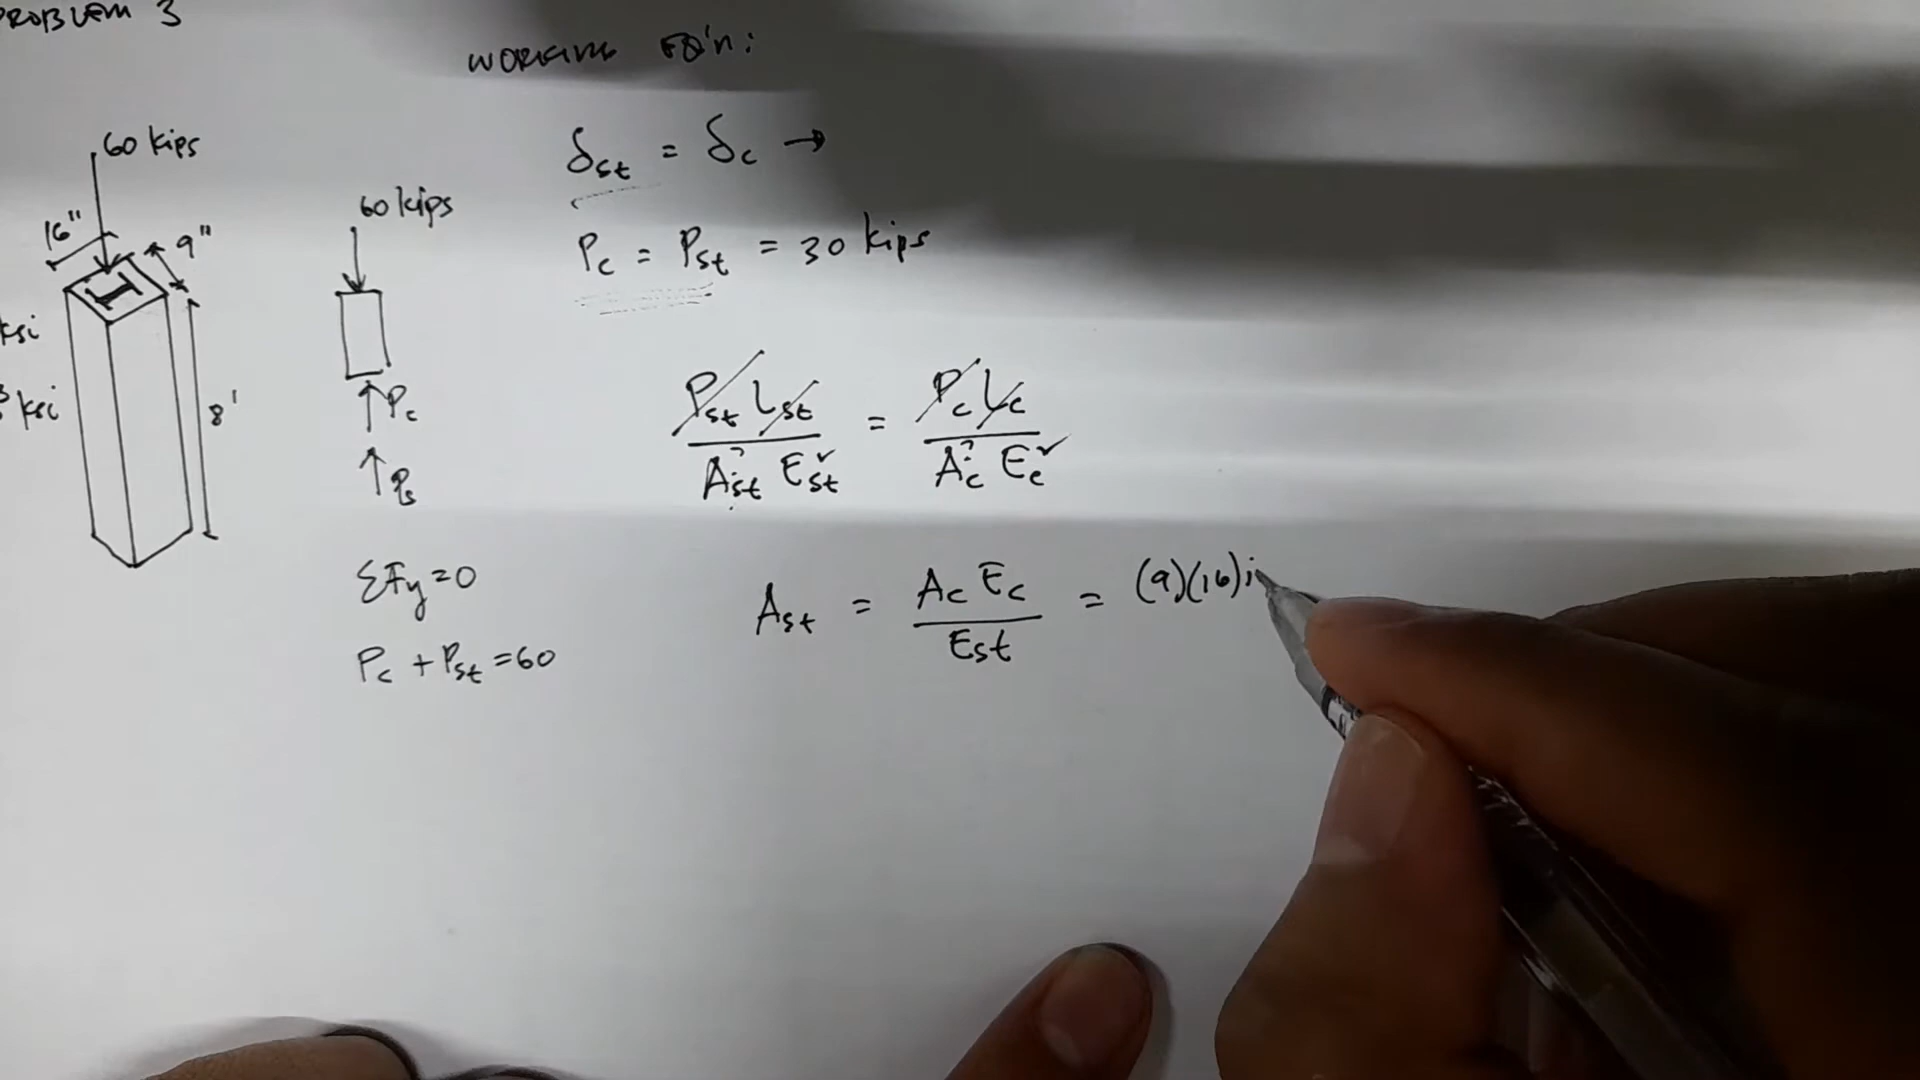 PROBLEM 3
WORKING EQ'n:
60 kips
16"
9"
ksi
ksi
8'
60 kips
Pc
Ps
ΣFy=0
Pc + Pst =60
δst = δc →
Pc = Pst = 30 kips
Pst Lst / Ast Est = Pc Lc / Ac Ec
Ast = Ac Ec / Est = (9)(16)i